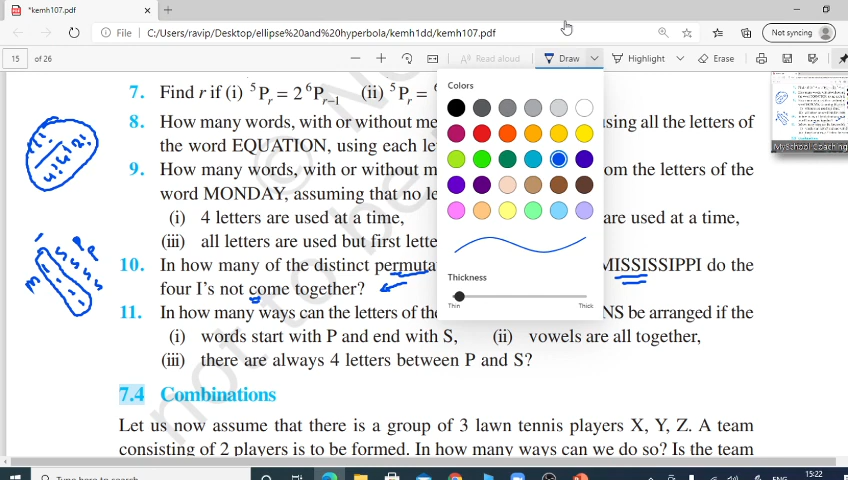 *kemh107.pdf
File
C:/Users/ravip/Desktop/ellipse%20and%20hyperbola/kemh1dd/kemh107.pdf
Not syncing
15 of 26
Read aloud
Draw
Highlight
Erase
Colors
Thickness
Thin
Thick
MySchool Coaching
7. Find r if (i) ⁵Pᵣ = 2 ⁶Pᵣ₋₁ (ii) ⁵Pᵣ =
8. How many words, with or without me using all the letters of
the word EQUATION, using each le
9. How many words, with or without m om the letters of the
word MONDAY, assuming that no le
(i) 4 letters are used at a time, are used at a time,
(iii) all letters are used but first lette
10. In how many of the distinct permuta MISSISSIPPI do the
four I's not come together?
11. In how many ways can the letters of the NS be arranged if the
(i) words start with P and end with S, (ii) vowels are all together,
(iii) there are always 4 letters between P and S?
7.4 Combinations
Let us now assume that there is a group of 3 lawn tennis players X, Y, Z. A team
consisting of 2 players is to be formed. In how many ways can we do so? Is the team
not to be
©
Type here to search
15:22